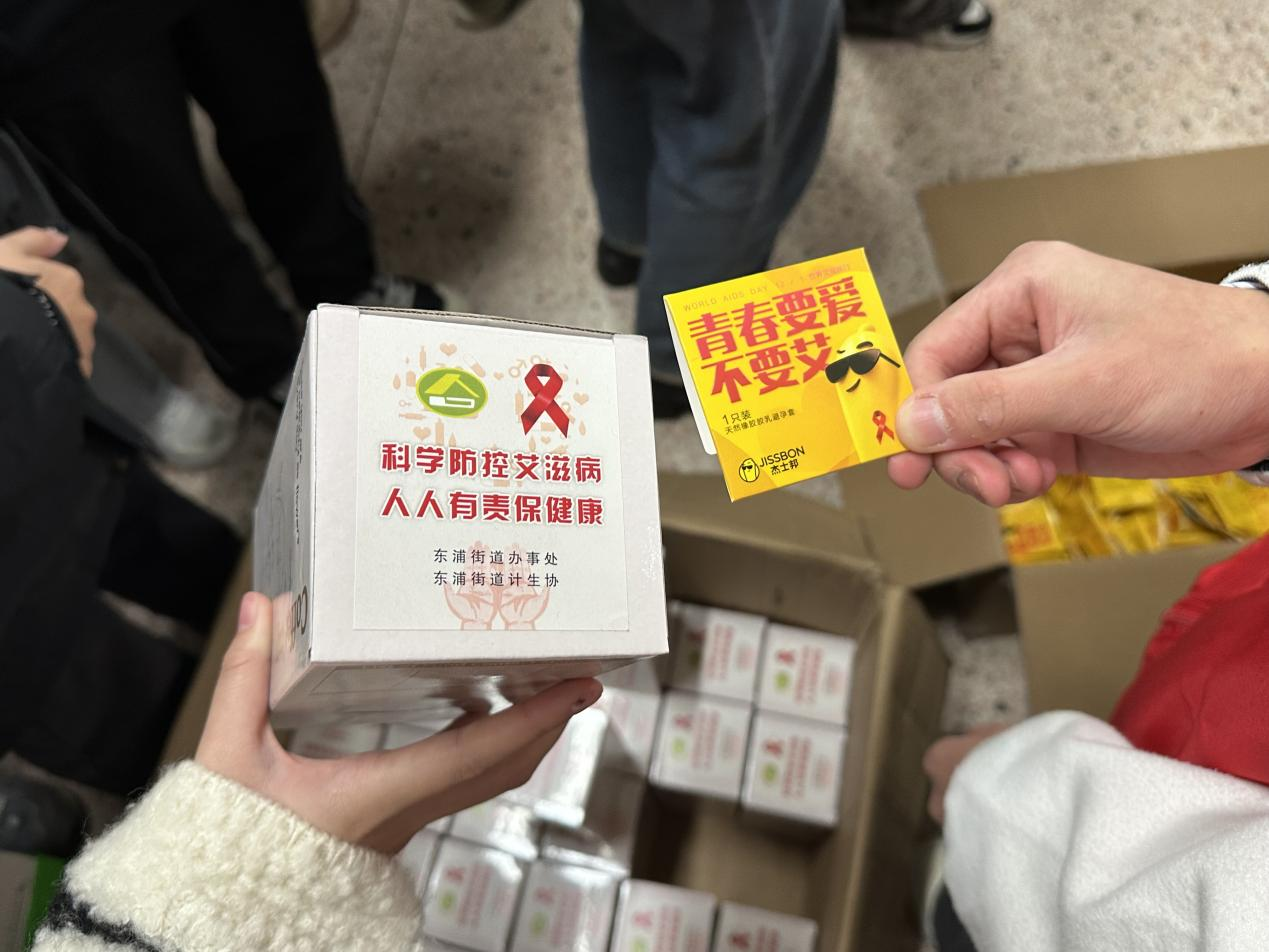 科学防控艾滋病
人人有责保健康
东浦街道办事处
东浦街道计生协
WORLD AIDS DAY 12/1
青春要爱
不要艾
1只装
天然橡胶胶乳避孕套
JISSBON
杰士邦